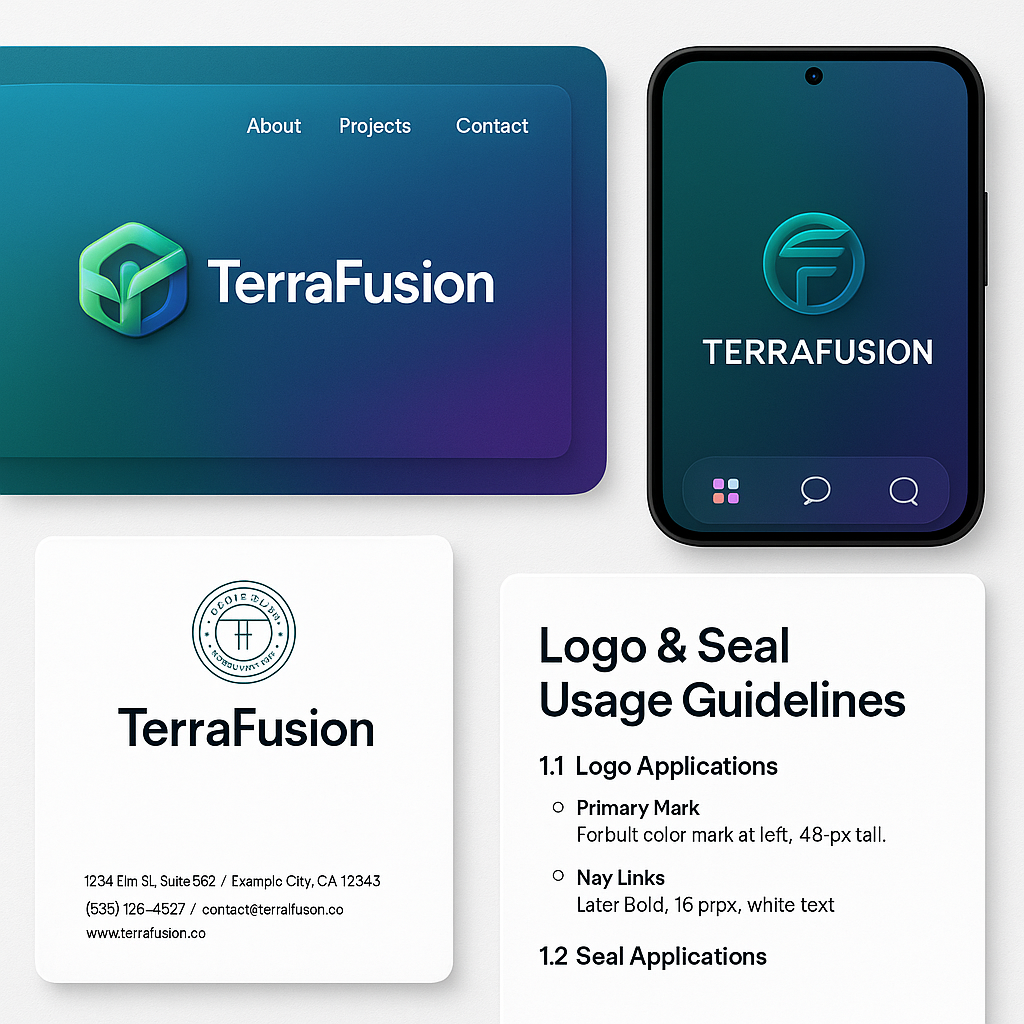 About Projects Contact
TerraFusion
TERRAFUSION
TerraFusion
1234 Elm SL, Suite 562 / Example City, CA 12343
(535) 126–4527 / contact@terralfuson.co
www.terrafusion.co
Logo & Seal
Usage Guidelines
1.1 Logo Applications
Primary Mark
Forbult color mark at left, 48-px tall.
Nay Links
Later Bold, 16 prpx, white text
1.2 Seal Applications